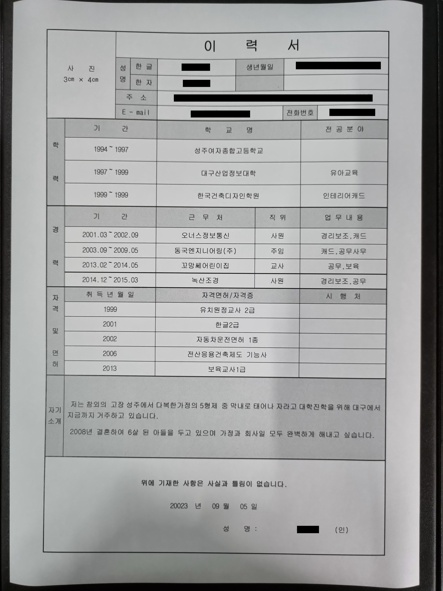 이 력 서
사 진
3㎝ × 4㎝
성 명
한 글
생년월일
한 자
주 소
E - mail
전화번호
학 력
기 간
학 교 명
전 공 분 야
1994 ~ 1997
성주여자종합고등학교
1997 ~ 1999
대구산업정보대학
유아교육
1999 ~ 1999
한국건축디자인학원
인테리어캐드
경 력
기 간
근 무 처
직 위
업 무 내 용
2001. 03 ~ 2002. 09
오너스정보통신
사원
경리보조, 캐드
2003. 09 ~ 2009. 05
동국엔지니어링(주)
주임
캐드, 공무사무
2013. 02 ~ 2014. 05
꼬망쎄어린이집
교사
공무, 보육
2014. 12 ~ 2015. 03
녹산조경
사원
경리보조, 공무
자 격 및 면 허
취 득 년 월 일
자격면허/자격증
시 행 처
1999
유치원정교사 2급
2001
한글2급
2002
자동차운전면허 1종
2006
전산응용건축제도 기능사
2013
보육교사1급
자기
소개
저는 참외의 고장 성주에서 다복한가정의 5형제 중 막내로 태어나 자라고 대학진학을 위해 대구에서
지금까지 거주하고 있습니다.
2008년 결혼하여 6살 된 아들을 두고 있으며 가정과 회사일 모두 완벽하게 해내고 싶습니다.
위에 기재한 사항은 사실과 틀림이 없습니다.
20023 년 09 월 05 일
성 명 : (인)